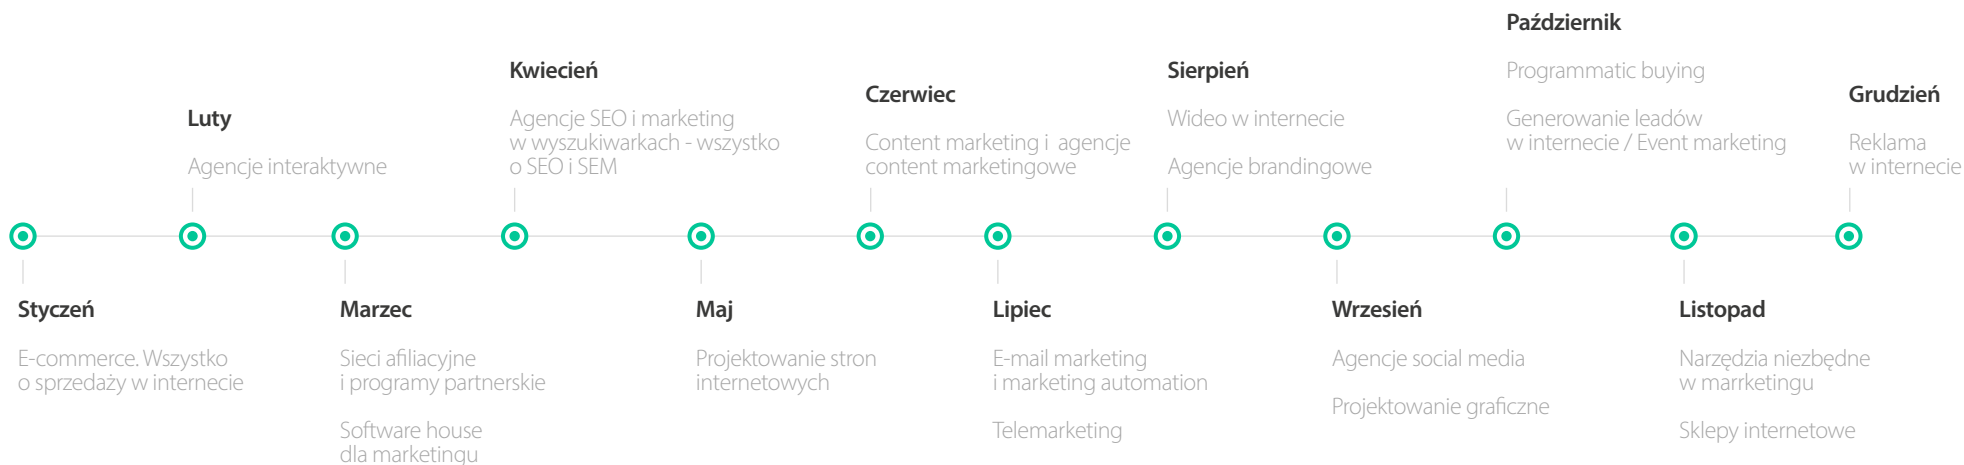 Styczeń
E-commerce. Wszystko
o sprzedaży w internecie
Luty
Agencje interaktywne
Marzec
Sieci afiliacyjne
i programy partnerskie
Software house
dla marketingu
Kwiecień
Agencje SEO i marketing
w wyszukiwarkach - wszystko
o SEO i SEM
Maj
Projektowanie stron
internetowych
Czerwiec
Content marketing i agencje
content marketingowe
Lipiec
E-mail marketing
i marketing automation
Telemarketing
Sierpień
Wideo w internecie
Agencje brandingowe
Wrzesień
Agencje social media
Projektowanie graficzne
Październik
Programmatic buying
Generowanie leadów
w internecie / Event marketing
Listopad
Narzędzia niezbędne
w marrketingu
Sklepy internetowe
Grudzień
Reklama
w internecie